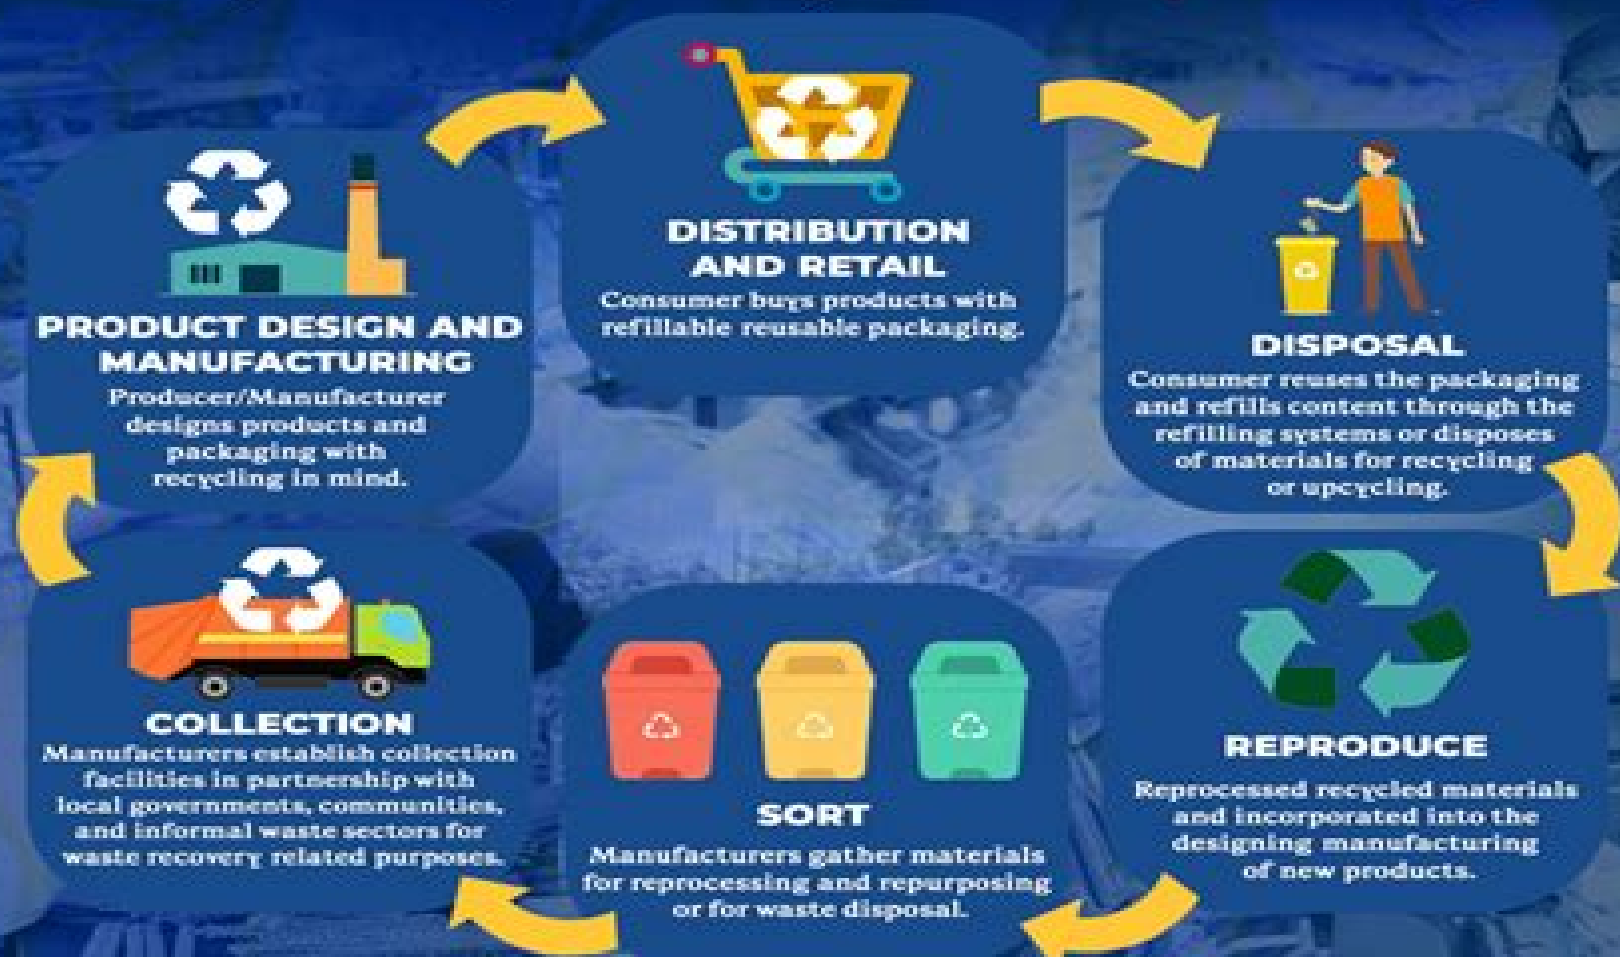 DISTRIBUTION
AND RETAIL
Consumer buys products with
refillable reusable packaging.
PRODUCT DESIGN AND
MANUFACTURING
Producer/Manufacturer
designs products and
packaging with
recycling in mind.
DISPOSAL
Consumer reuses the packaging
and refills content through the
refilling systems or disposes
of materials for recycling
or upcycling.
COLLECTION
Manufacturers establish collection
facilities in partnership with
local governments, communities,
and informal waste sectors for
waste recovery related purposes.
SORT
Manufacturers gather materials
for reprocessing and repurposing
or for waste disposal.
REPRODUCE
Reprocessed recycled materials
and incorporated into the
designing manufacturing
of new products.